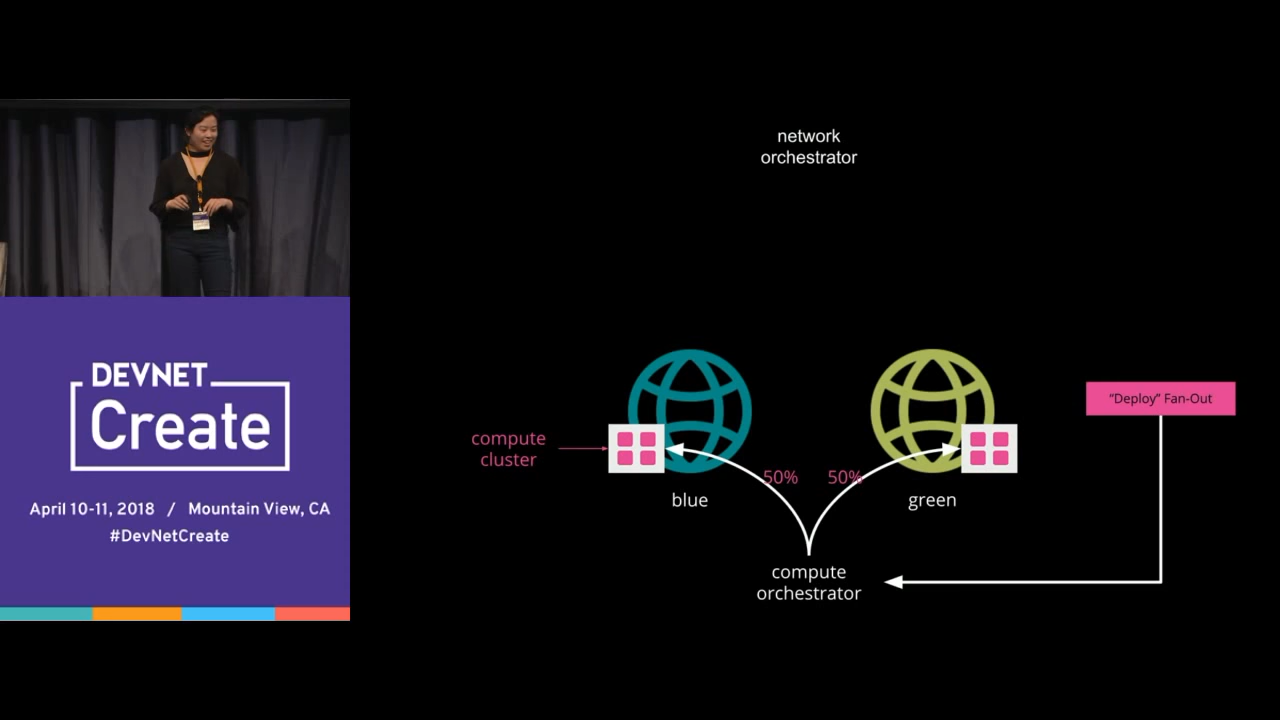 DEVNET
Create
April 10-11, 2018 / Mountain View, CA
#DevNetCreate
network
orchestrator
"Deploy" Fan-Out
compute
cluster
50% 50%
blue
green
compute
orchestrator